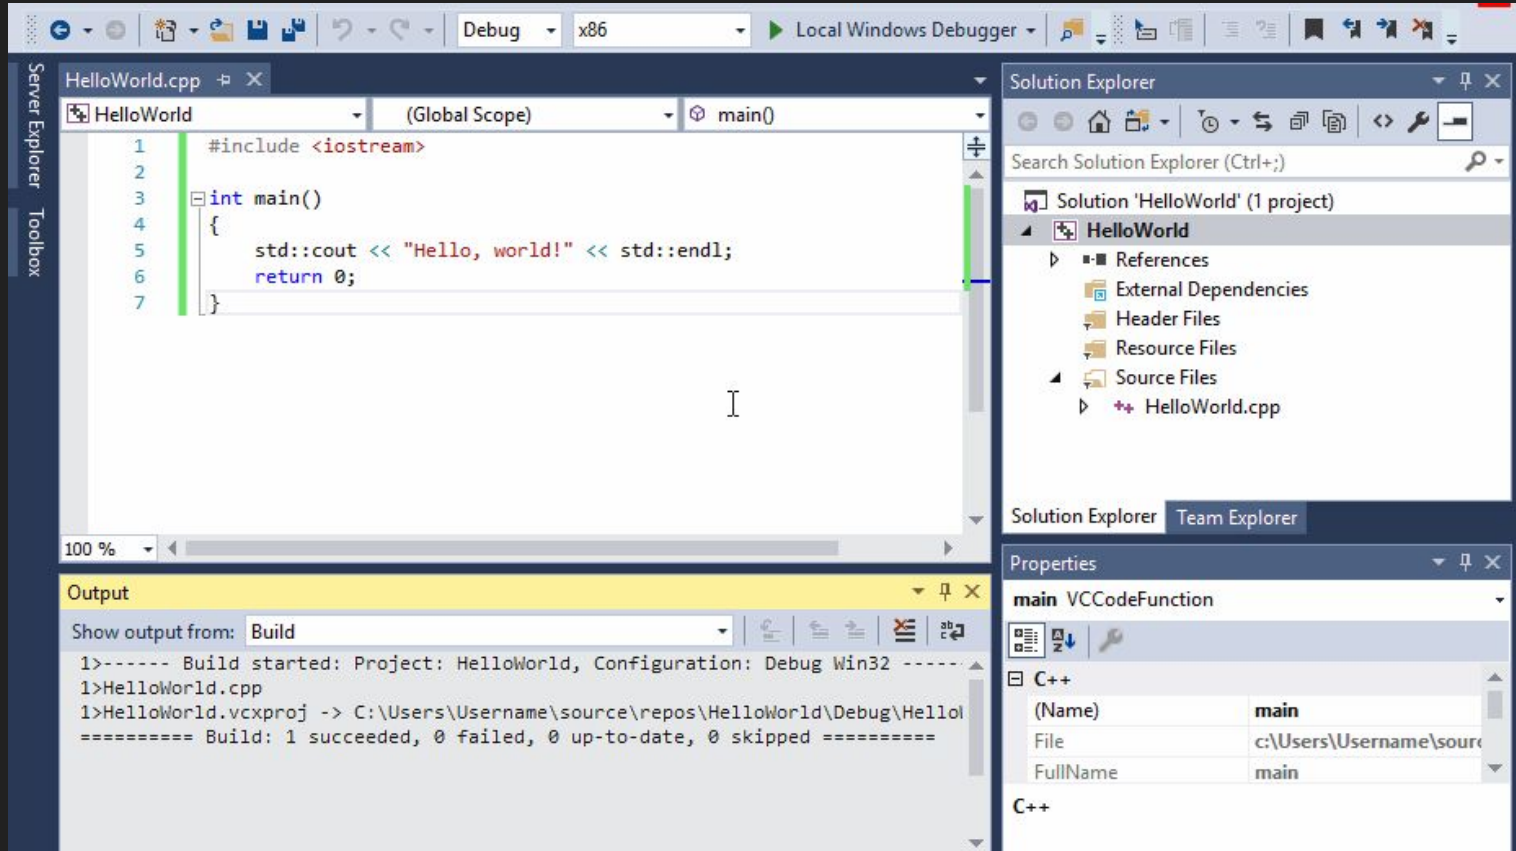 Debug
x86
Local Windows Debugger
Server Explorer
Toolbox
HelloWorld.cpp
HelloWorld
(Global Scope)
main()
1 #include <iostream>
2
3 int main()
4 {
5 std::cout << "Hello, world!" << std::endl;
6 return 0;
7 }
100 %
Output
Show output from: Build
1>------ Build started: Project: HelloWorld, Configuration: Debug Win32 -----
1>HelloWorld.cpp
1>HelloWorld.vcxproj -> C:\Users\Username\source\repos\HelloWorld\Debug\Hello
========== Build: 1 succeeded, 0 failed, 0 up-to-date, 0 skipped ==========
Solution Explorer
Search Solution Explorer (Ctrl+;)
Solution 'HelloWorld' (1 project)
HelloWorld
References
External Dependencies
Header Files
Resource Files
Source Files
HelloWorld.cpp
Solution Explorer
Team Explorer
Properties
main VCCodeFunction
C++
(Name) main
File c:\Users\Username\sour
FullName main
C++